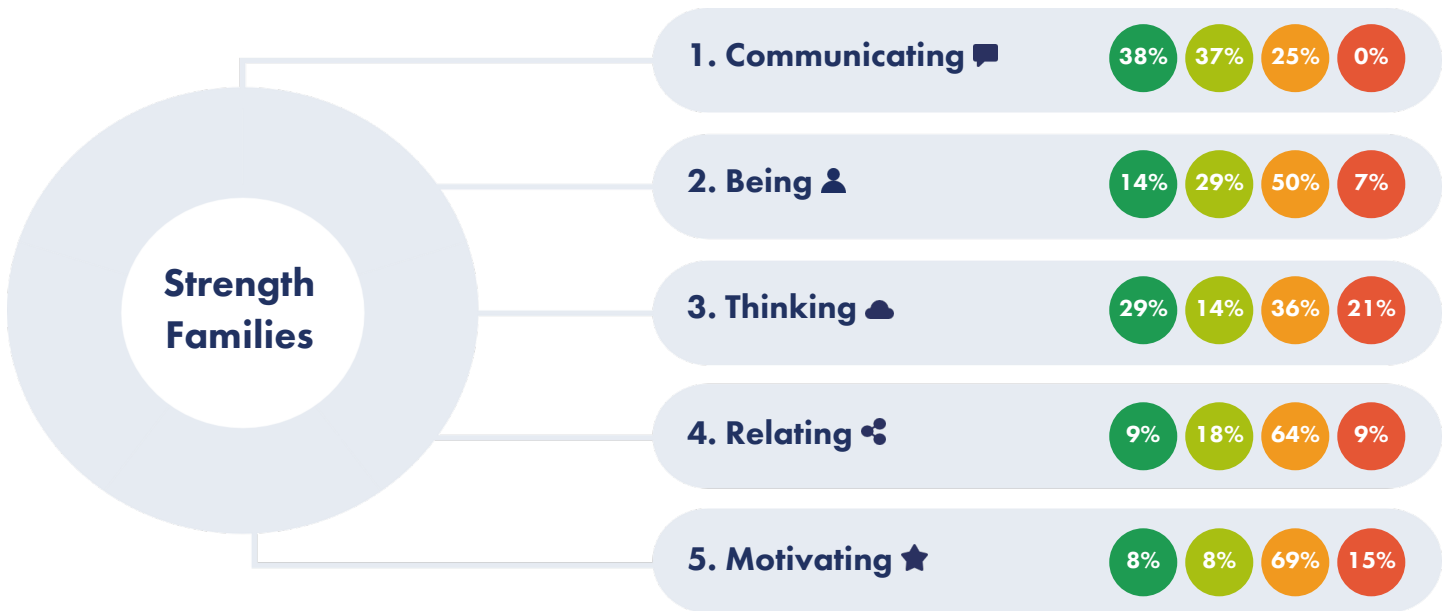 1. Communicating 38% 37% 25% 0%
2. Being 14% 29% 50% 7%
Strength
Families
3. Thinking 29% 14% 36% 21%
4. Relating 9% 18% 64% 9%
5. Motivating 8% 8% 69% 15%